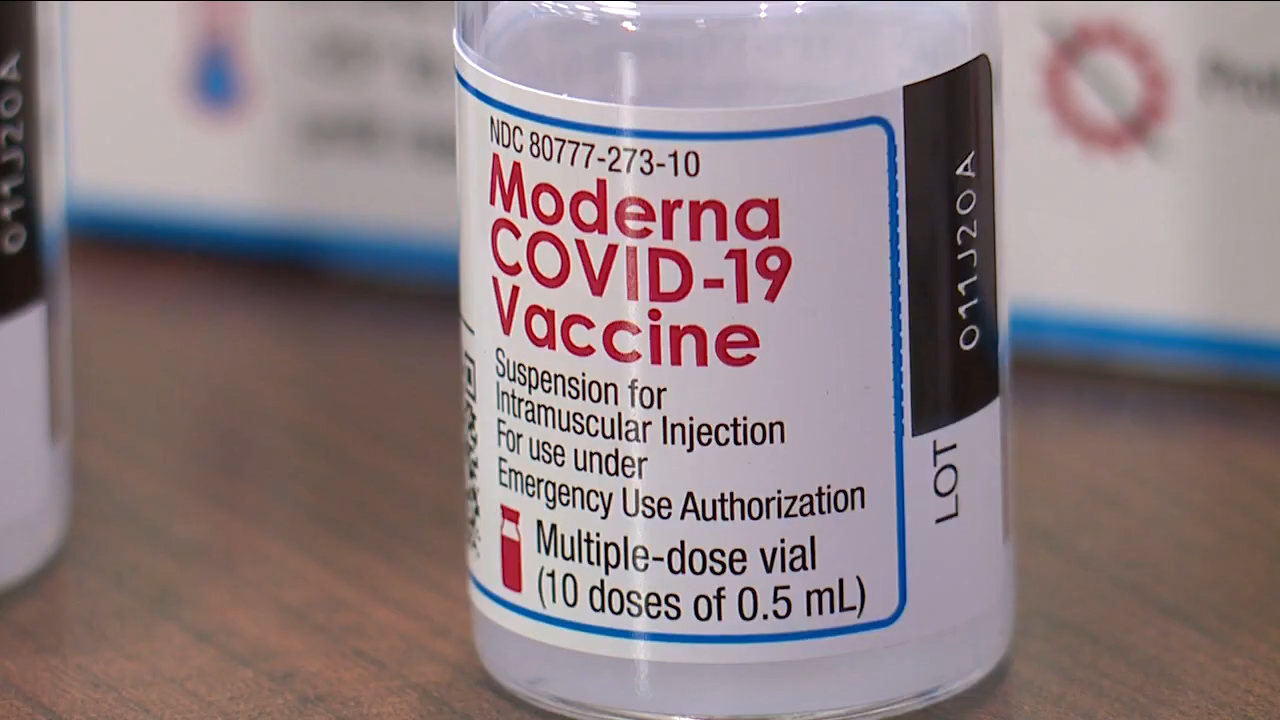 011J20A
NDC 80777-273-10
Moderna
COVID-19
Vaccine
Suspension for
Intramuscular Injection
For use under
Emergency Use Authorization
Multiple-dose vial
(10 doses of 0.5 mL)
LOT 011J20A